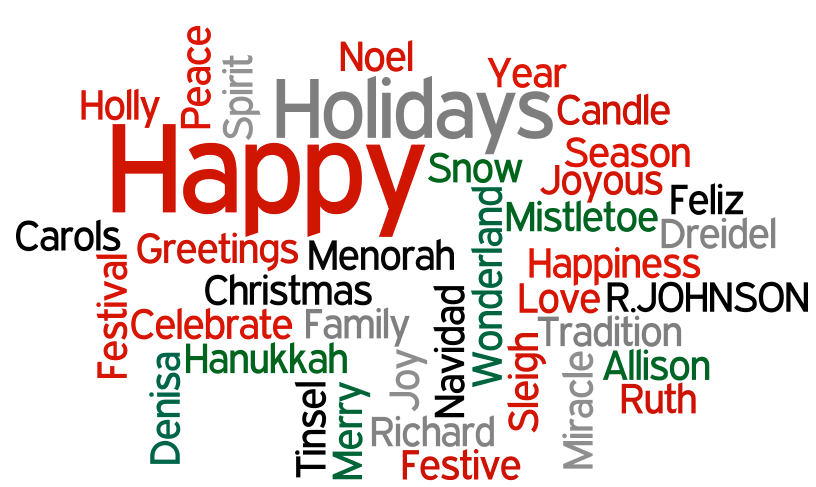 Noel
Peace
Spirit
Year
Holly
Holidays
Candle
Happy
Season
Snow
Joyous
Feliz
Mistletoe
Wonderland
Dreidel
Carols
Greetings
Menorah
Happiness
Festival
Christmas
Love
R.JOHNSON
Celebrate
Family
Navidad
Tradition
Hanukkah
Joy
Sleigh
Allison
Denisa
Miracle
Tinsel
Merry
Ruth
Richard
Festive